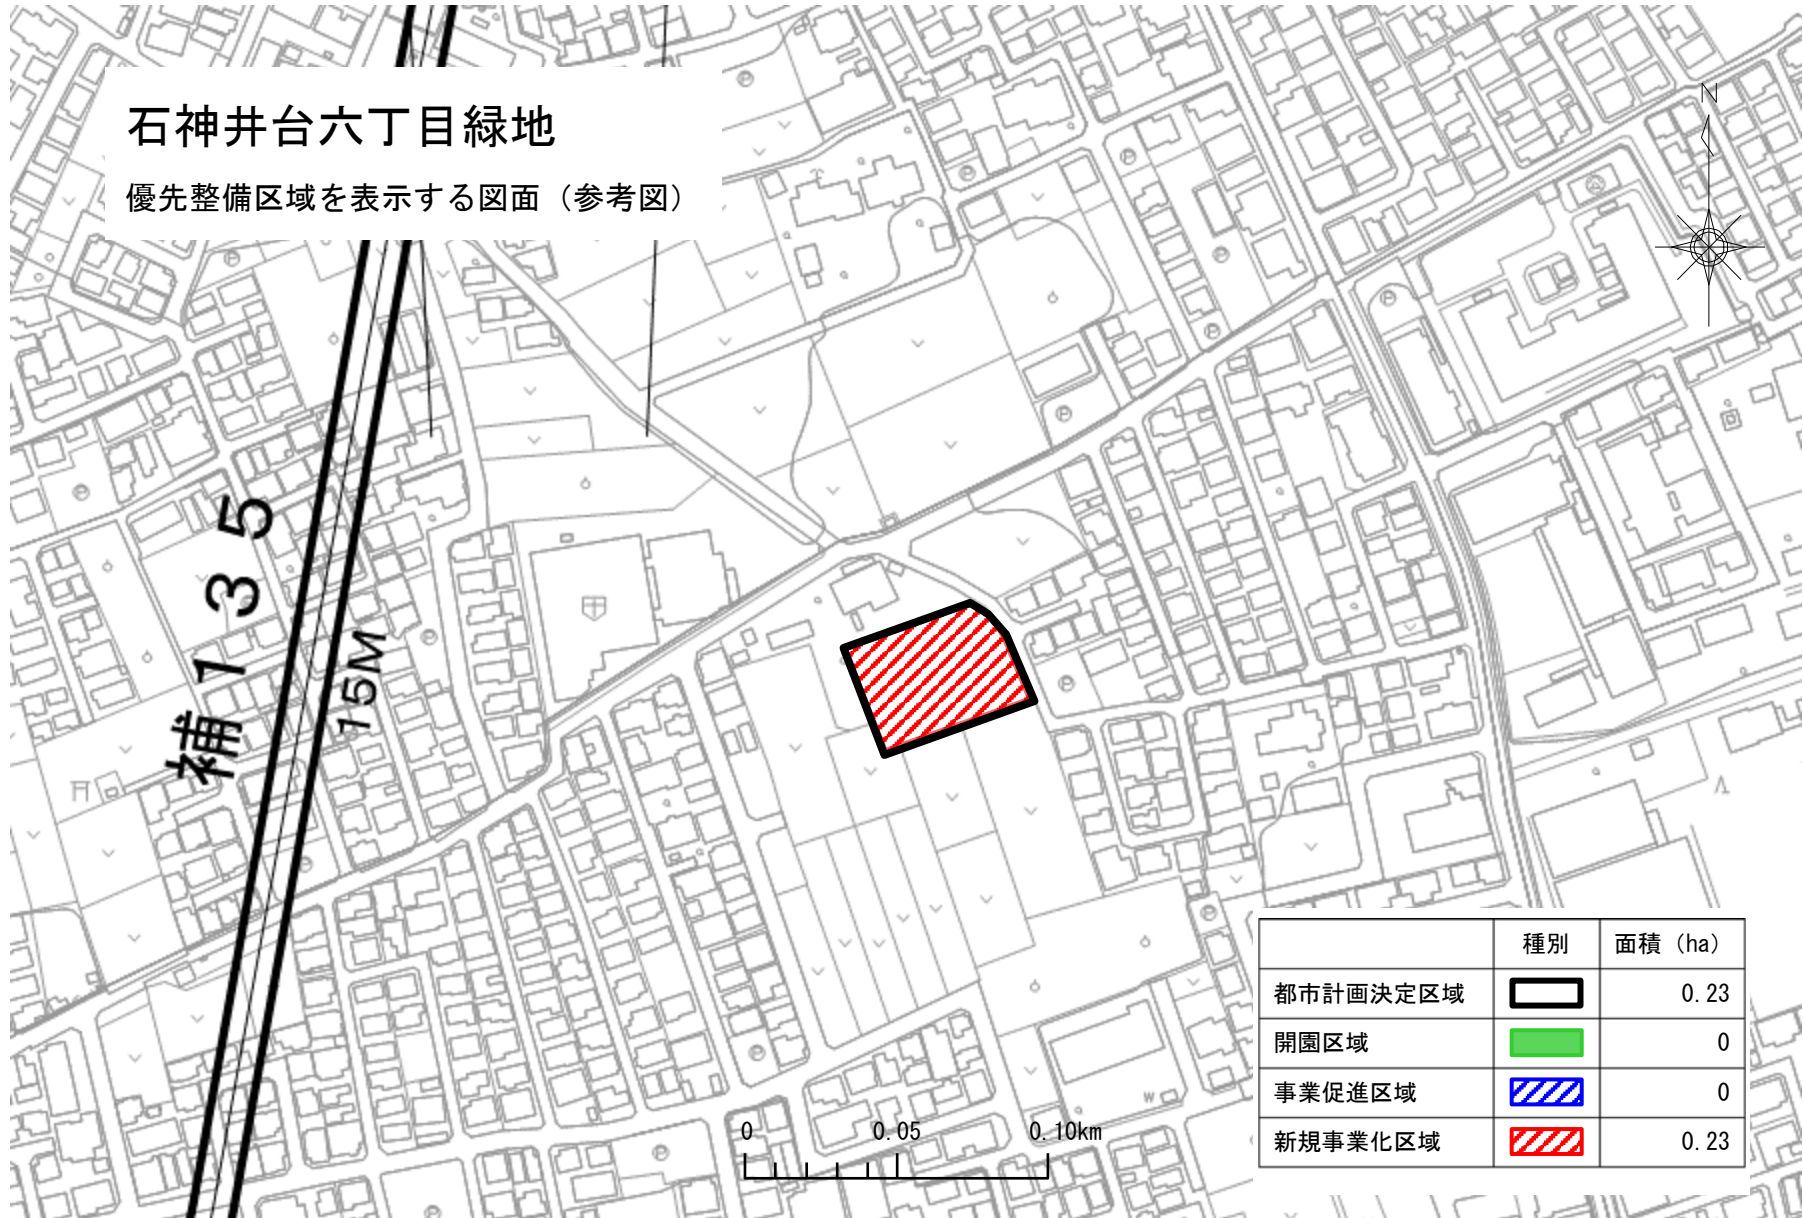 石神井台六丁目緑地
優先整備区域を表示する図面（参考図）
N
補135
15M
0 0.05 0.10km
種別 面積（ha）
都市計画決定区域 0.23
開園区域 0
事業促進区域 0
新規事業化区域 0.23